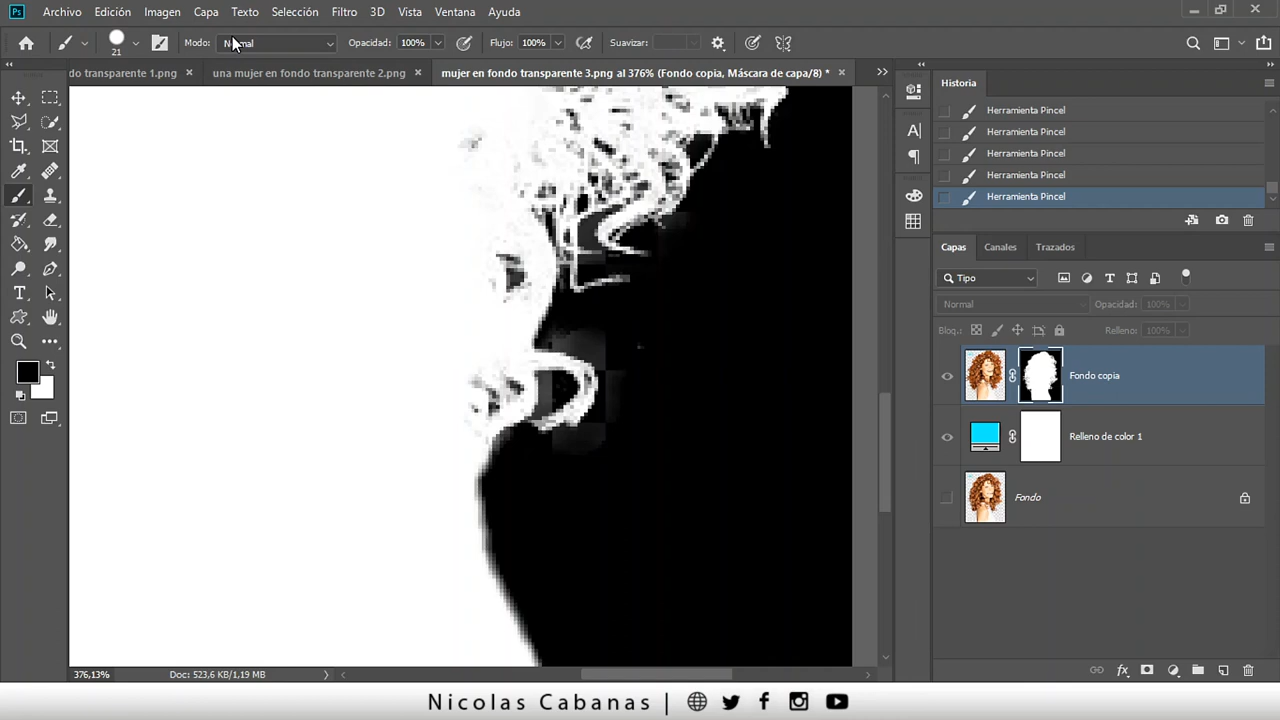 Ps Archivo Edición Imagen Capa Texto Selección Filtro 3D Vista Ventana Ayuda
21 Modo: Normal Opacidad: 100% Flujo: 100% Suavizar:
do transparente 1.png × una mujer en fondo transparente 2.png × mujer en fondo transparente 3.png al 376% (Fondo copia, Máscara de capa/8) * ×
Historia
Herramienta Pincel
Herramienta Pincel
Herramienta Pincel
Herramienta Pincel
Herramienta Pincel
Capas Canales Trazados
Tipo
Normal Opacidad: 100%
Bloq.: Relleno: 100%
Fondo copia
Relleno de color 1
Fondo
376,13% Doc: 523,6 KB/1,19 MB
Nicolas Cabanas |